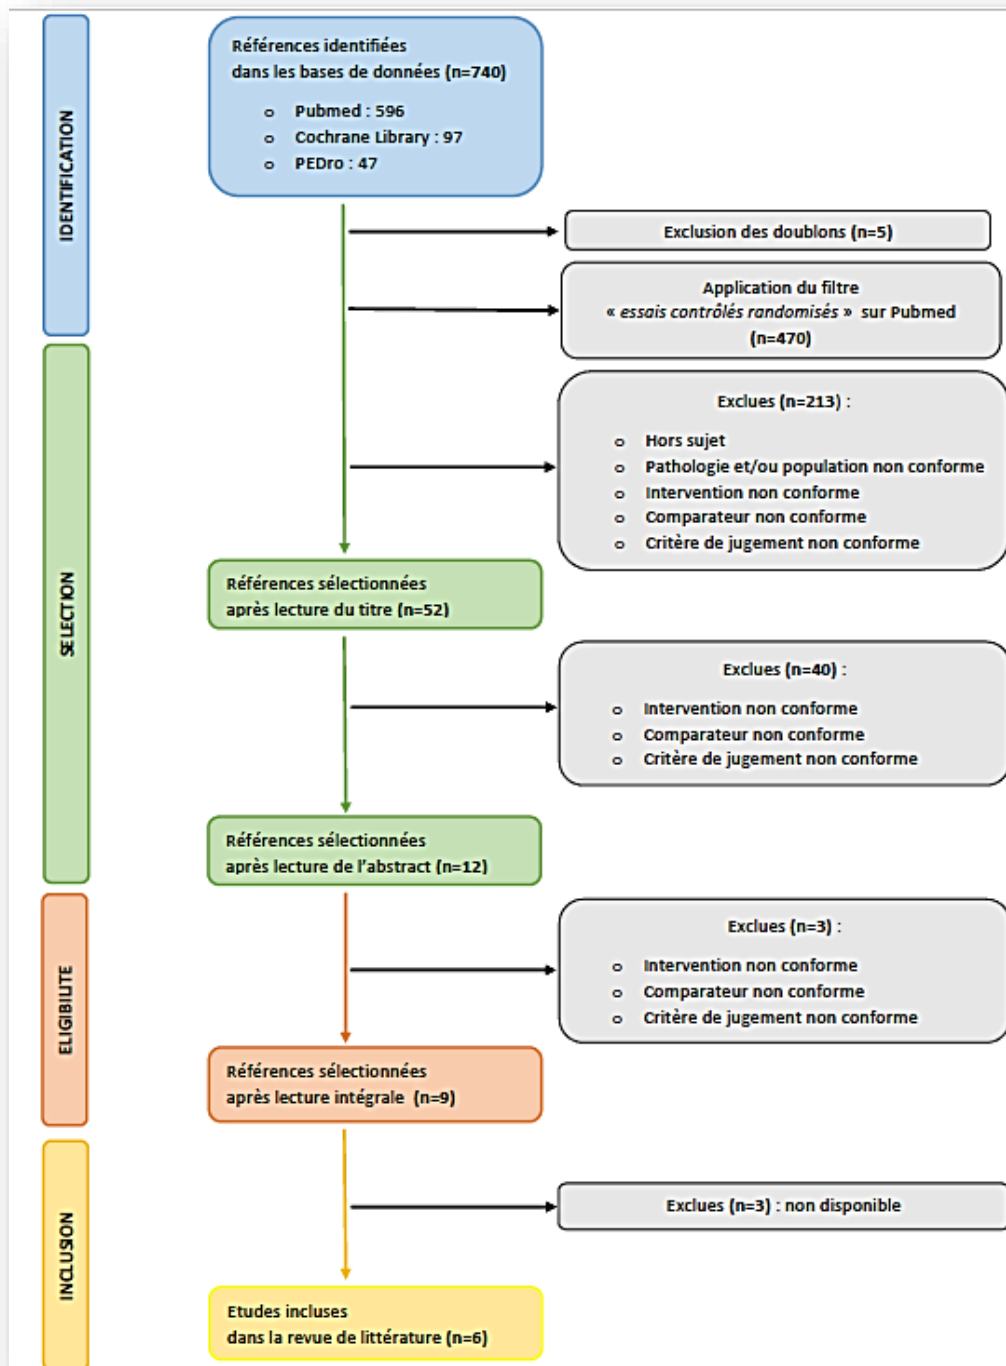 IDENTIFICATION
Références identifiées
dans les bases de données (n=740)
o Pubmed : 596
o Cochrane Library : 97
o PEDro : 47
Exclusion des doublons (n=5)
Application du filtre
« essais contrôlés randomisés » sur Pubmed
(n=470)
SELECTION
Exclues (n=213) :
o Hors sujet
o Pathologie et/ou population non conforme
o Intervention non conforme
o Comparateur non conforme
o Critère de jugement non conforme
Références sélectionnées
après lecture du titre (n=52)
Exclues (n=40) :
o Intervention non conforme
o Comparateur non conforme
o Critère de jugement non conforme
Références sélectionnées
après lecture de l'abstract (n=12)
ELIGIBILITE
Exclues (n=3) :
o Intervention non conforme
o Comparateur non conforme
o Critère de jugement non conforme
Références sélectionnées
après lecture intégrale (n=9)
INCLUSION
Exclues (n=3) : non disponible
Etudes incluses
dans la revue de littérature (n=6)